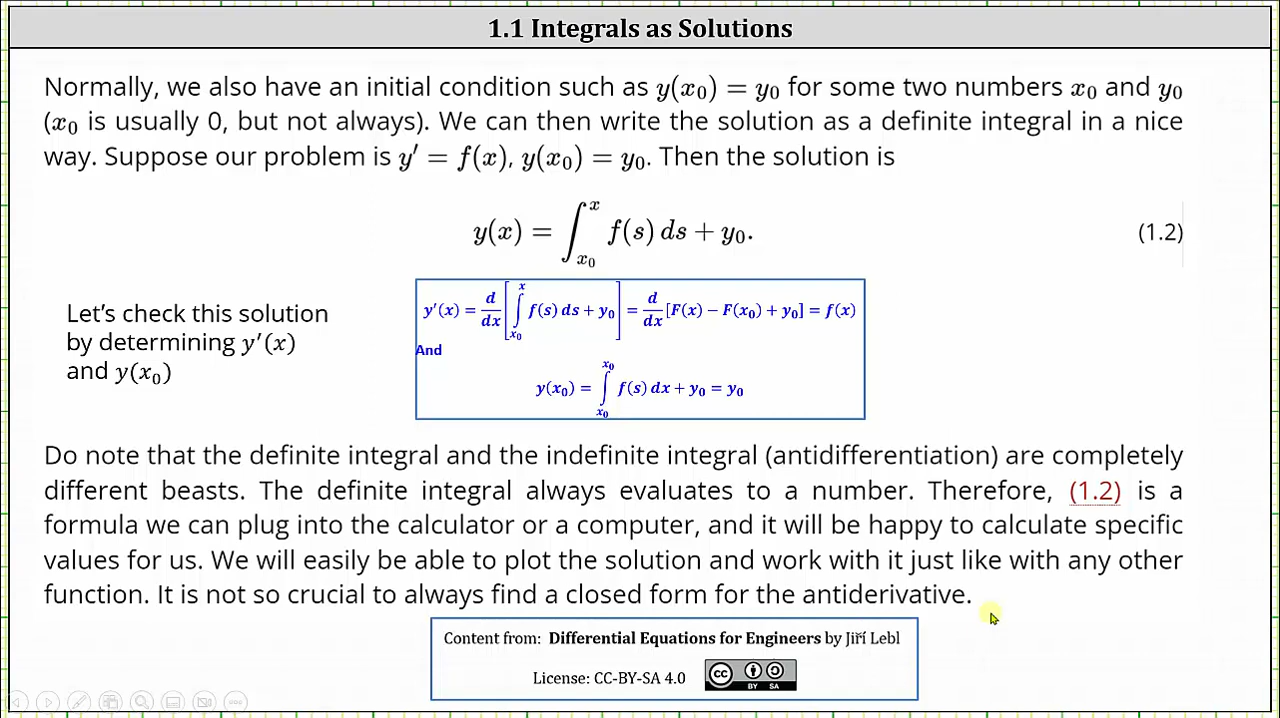 1.1 Integrals as Solutions
Normally, we also have an initial condition such as y(x₀) = y₀ for some two numbers x₀ and y₀
(x₀ is usually 0, but not always). We can then write the solution as a definite integral in a nice
way. Suppose our problem is y′ = f(x), y(x₀) = y₀. Then the solution is
y(x) = ∫_{x₀}^{x} f(s) ds + y₀. (1.2)
Let's check this solution
by determining y′(x)
and y(x₀)
y′(x) = d/dx [∫_{x₀}^{x} f(s) ds + y₀] = d/dx [F(x) − F(x₀) + y₀] = f(x)
And
y(x₀) = ∫_{x₀}^{x₀} f(s) dx + y₀ = y₀
Do note that the definite integral and the indefinite integral (antidifferentiation) are completely
different beasts. The definite integral always evaluates to a number. Therefore, (1.2) is a
formula we can plug into the calculator or a computer, and it will be happy to calculate specific
values for us. We will easily be able to plot the solution and work with it just like with any other
function. It is not so crucial to always find a closed form for the antiderivative.
Content from: Differential Equations for Engineers by Jiří Lebl
License: CC-BY-SA 4.0
cc BY SA